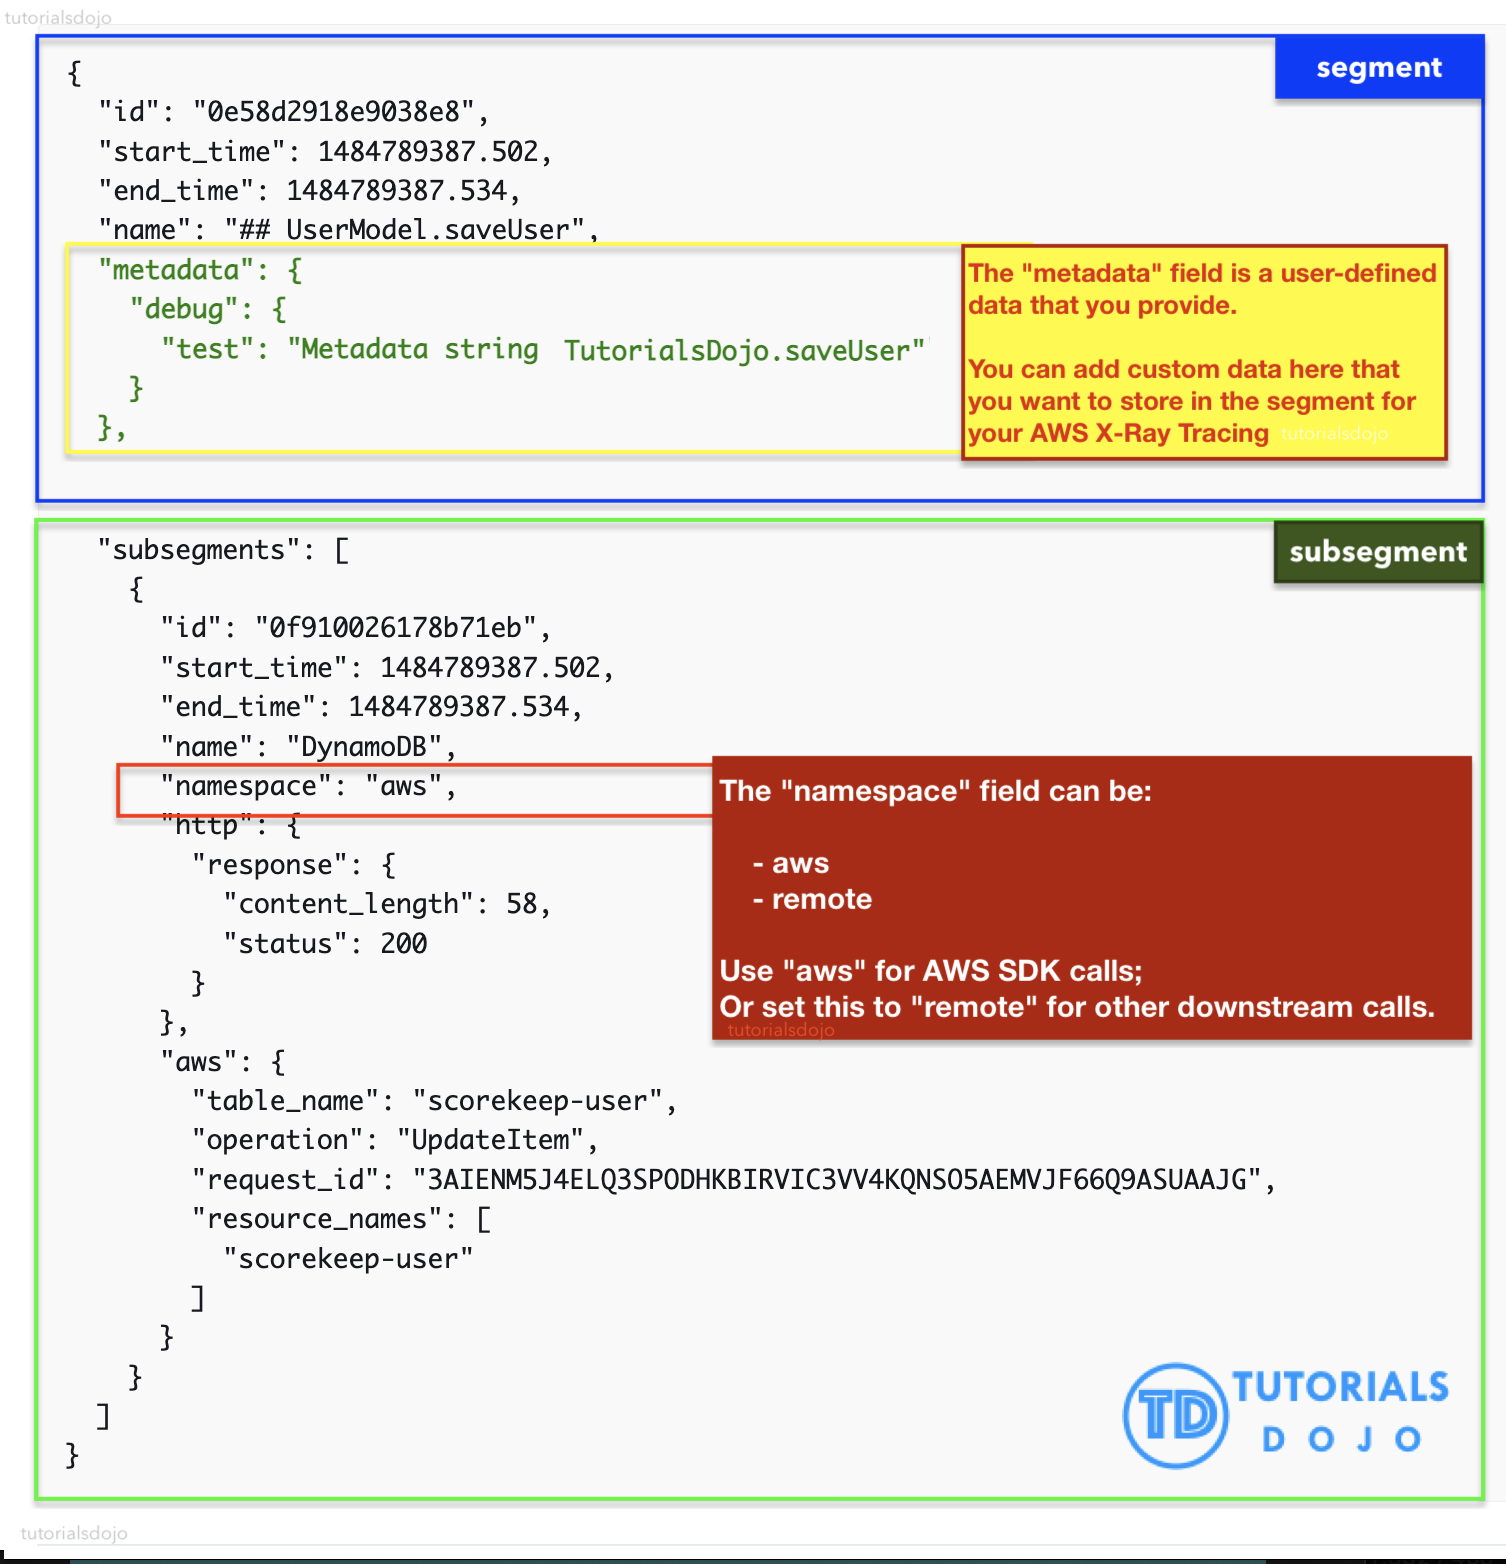 tutorialsdojo
segment
{
"id": "0e58d2918e9038e8",
"start_time": 1484789387.502,
"end_time": 1484789387.534,
"name": "## UserModel.saveUser",
"metadata": {
"debug": {
"test": "Metadata string TutorialsDojo.saveUser"
}
},
The "metadata" field is a user-defined
data that you provide.
You can add custom data here that
you want to store in the segment for
your AWS X-Ray Tracing tutorialsdojo
subsegment
"subsegments": [
{
"id": "0f910026178b71eb",
"start_time": 1484789387.502,
"end_time": 1484789387.534,
"name": "DynamoDB",
"namespace": "aws",
"http": {
"response": {
"content_length": 58,
"status": 200
}
},
The "namespace" field can be:
- aws
- remote
Use "aws" for AWS SDK calls;
Or set this to "remote" for other downstream calls.
tutorialsdojo
"aws": {
"table_name": "scorekeep-user",
"operation": "UpdateItem",
"request_id": "3AIENM5J4ELQ3SPODHKBIRVIC3VV4KQNSO5AEMVJF66Q9ASUAAJG",
"resource_names": [
"scorekeep-user"
]
}
}
]
}
TD TUTORIALS
DOJO
tutorialsdojo